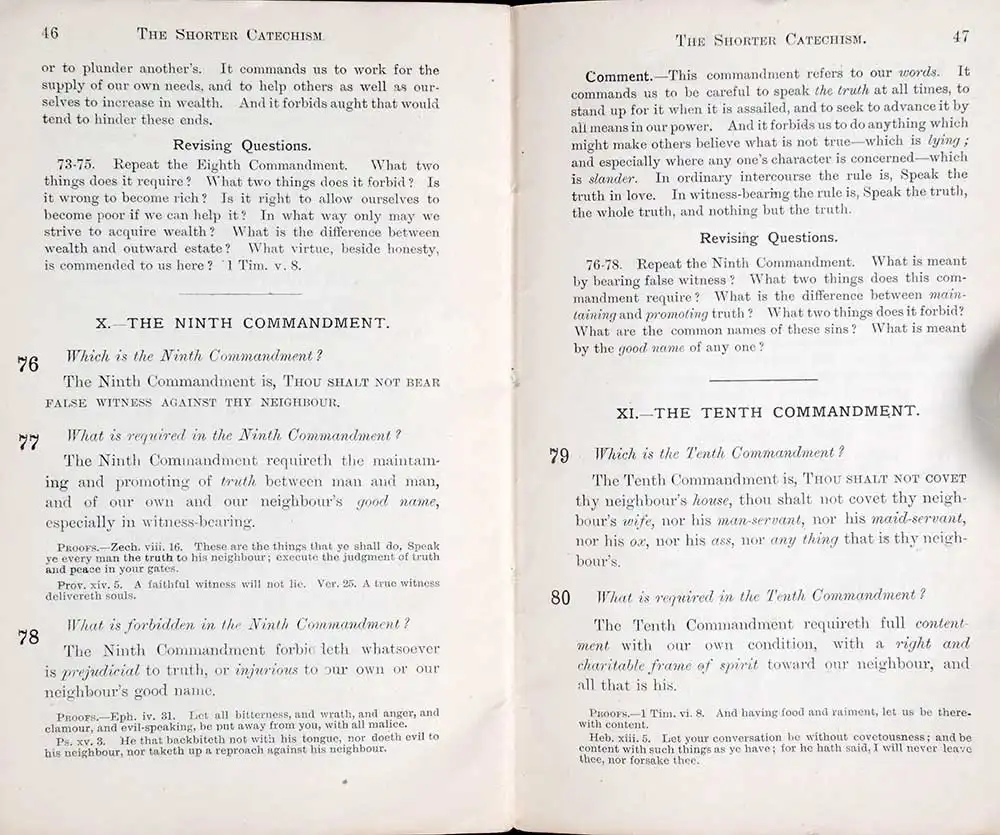 46 THE SHORTER CATECHISM
or to plunder another's. It commands us to work for the
supply of our own needs, and to help others as well as our-
selves to increase in wealth. And it forbids aught that would
tend to hinder these ends.
Revising Questions.
73-75. Repeat the Eighth Commandment. What two
things does it require? What two things does it forbid? Is
it wrong to become rich? Is it right to allow ourselves to
become poor if we can help it? In what way only may we
strive to acquire wealth? What is the difference between
wealth and outward estate? What virtue, beside honesty,
is commended to us here? 1 Tim. v. 8.
X.—THE NINTH COMMANDMENT.
76 Which is the Ninth Commandment?
The Ninth Commandment is, THOU SHALT NOT BEAR
FALSE WITNESS AGAINST THY NEIGHBOUR.
77 What is required in the Ninth Commandment?
The Ninth Commandment requireth the maintain-
ing and promoting of truth between man and man,
and of our own and our neighbour's good name,
especially in witness-bearing.
PROOFS.—Zech. viii. 16. These are the things that ye shall do, Speak
ye every man the truth to his neighbour; execute the judgment of truth
and peace in your gates.
Prov. xiv. 5. A faithful witness will not lie. Ver. 25. A true witness
delivereth souls.
78 What is forbidden in the Ninth Commandment?
The Ninth Commandment forbiddeth whatsoever
is prejudicial to truth, or injurious to our own or our
neighbour's good name.
PROOFS.—Eph. iv. 31. Let all bitterness, and wrath, and anger, and
clamour, and evil-speaking, be put away from you, with all malice.
Ps. xv. 3. He that backbiteth not with his tongue, nor doeth evil to
his neighbour, nor taketh up a reproach against his neighbour.
THE SHORTER CATECHISM. 47
Comment.—This commandment refers to our words. It
commands us to be careful to speak the truth at all times, to
stand up for it when it is assailed, and to seek to advance it by
all means in our power. And it forbids us to do anything which
might make others believe what is not true—which is lying;
and especially where any one's character is concerned—which
is slander. In ordinary intercourse the rule is, Speak the
truth in love. In witness-bearing the rule is, Speak the truth,
the whole truth, and nothing but the truth.
Revising Questions.
76-78. Repeat the Ninth Commandment. What is meant
by bearing false witness? What two things does this com-
mandment require? What is the difference between main-
taining and promoting truth? What two things does it forbid?
What are the common names of these sins? What is meant
by the good name of any one?
XI.—THE TENTH COMMANDMENT.
79 Which is the Tenth Commandment?
The Tenth Commandment is, THOU SHALT NOT COVET
thy neighbour's house, thou shalt not covet thy neigh-
bour's wife, nor his man-servant, nor his maid-servant,
nor his ox, nor his ass, nor any thing that is thy neigh-
bour's.
80 What is required in the Tenth Commandment?
The Tenth Commandment requireth full content-
ment with our own condition, with a right and
charitable frame of spirit toward our neighbour, and
all that is his.
PROOFS.—1 Tim. vi. 8. And having food and raiment, let us be there-
with content.
Heb. xiii. 5. Let your conversation be without covetousness; and be
content with such things as ye have; for he hath said, I will never leave
thee, nor forsake thee.